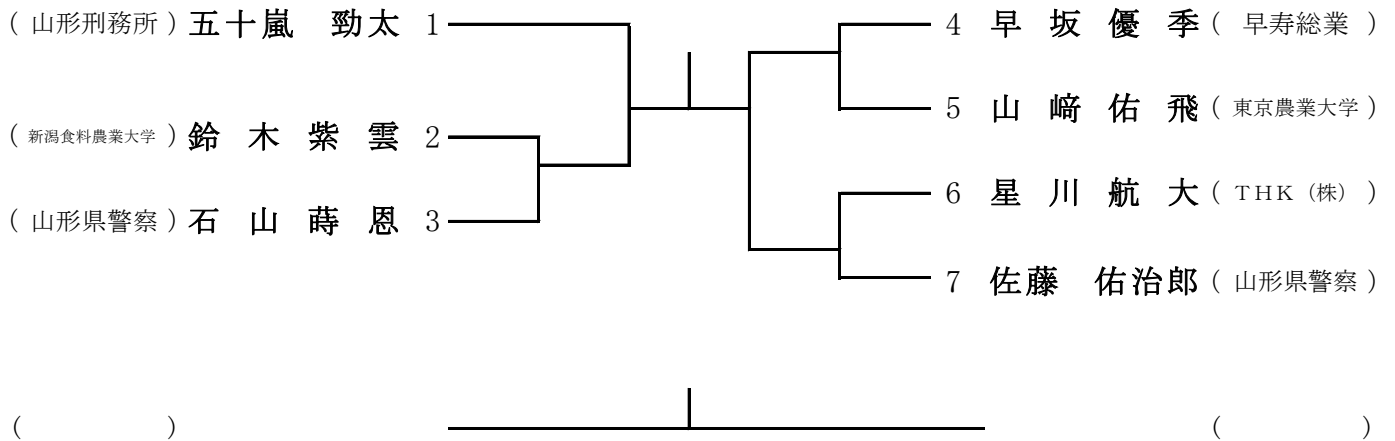 ( 山形刑務所 ) 五十嵐 勁太 1
( 新潟食料農業大学 ) 鈴木紫雲 2
( 山形県警察 ) 石山蒔恩 3
4 早坂優季 ( 早寿総業 )
5 山﨑佑飛 ( 東京農業大学 )
6 星川航大 ( THK（株） )
7 佐藤 佑治郎 ( 山形県警察 )
( ) ( )